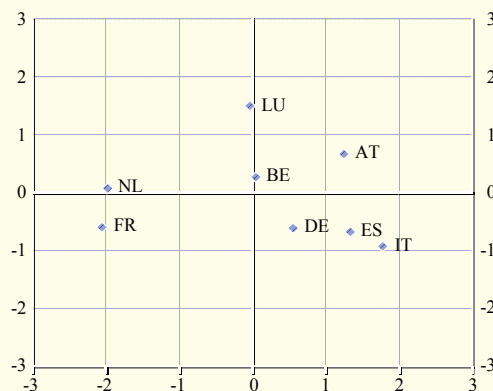 3 3
2 2
LU
1 1
AT
BE
0 NL 0
FR DE ES
-1 IT -1
-2 -2
-3 -3
-3 -2 -1 0 1 2 3